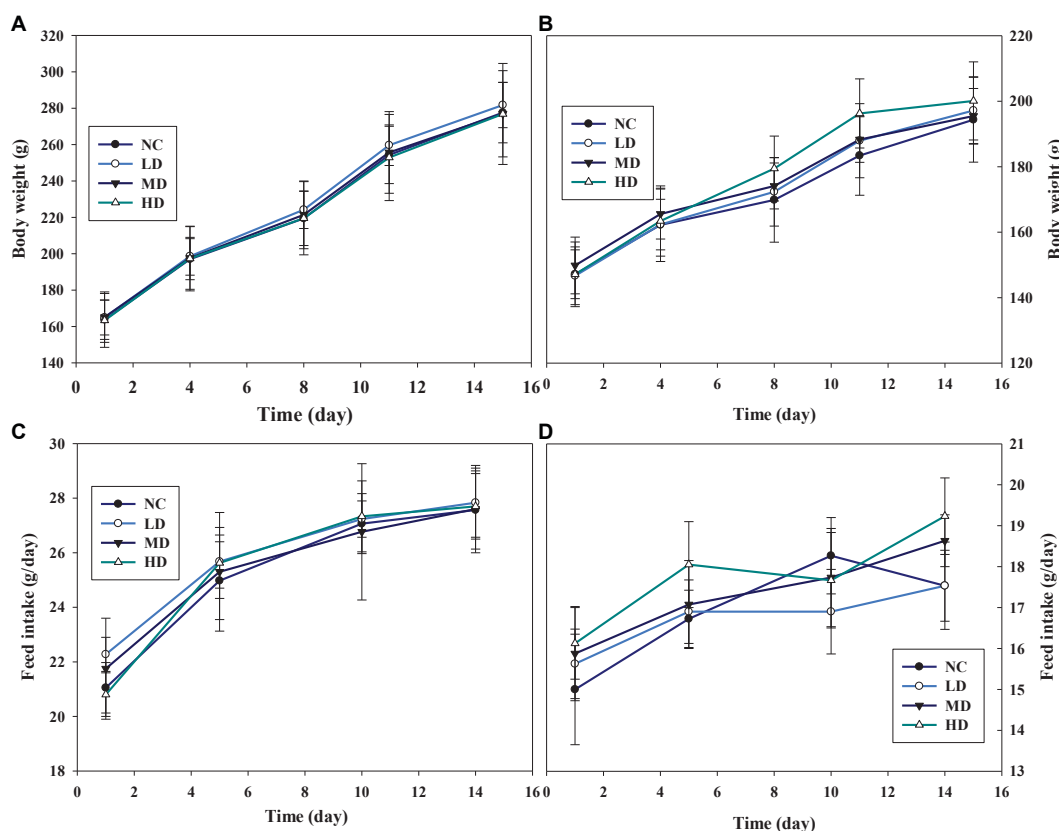 A
320
300
280
260
240
220
200
180
160
140
Body weight (g)
NC
LD
MD
HD
0 2 4 6 8 10 11 14 16
Time (day)
B
220
200
180
160
140
120
Body weight (g)
NC
LD
MD
HD
0 2 4 6 8 10 12 14 16
Time (day)
C
30
28
26
24
22
20
18
Feed intake (g/day)
NC
LD
MD
HD
0 2 4 6 8 10 12 14 16
Time (day)
D
21
20
19
18
17
16
15
14
13
Feed intake (g/day)
NC
LD
MD
HD
0 2 4 6 8 10 12 14 16
Time (day)